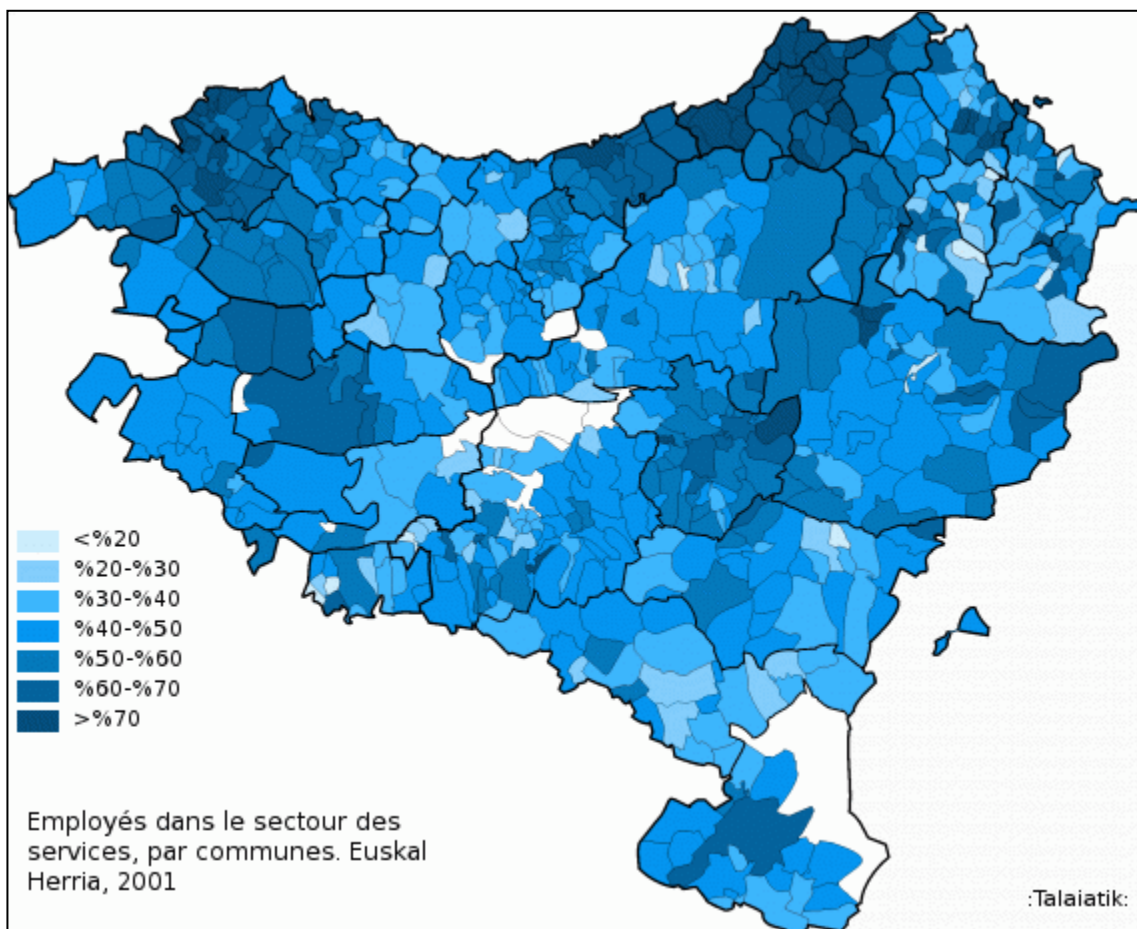 <%20
%20-%30
%30-%40
%40-%50
%50-%60
%60-%70
>%70
Employés dans le sectour des
services, par communes. Euskal
Herria, 2001
:Talaiatik: